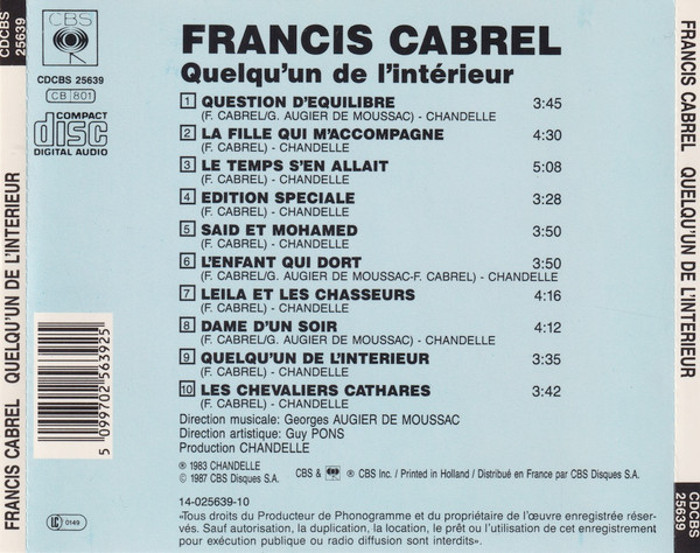 CDCBS
25639
FRANCIS CABREL QUELQU'UN DE L'INTERIEUR
CBS
CDCBS 25639
CB 801
COMPACT
disc
DIGITAL AUDIO
5 099702 563925
LC 0149
FRANCIS CABREL
Quelqu'un de l'intérieur
1 QUESTION D'EQUILIBRE 3:45
(F. CABREL/G. AUGIER DE MOUSSAC) - CHANDELLE
2 LA FILLE QUI M'ACCOMPAGNE 4:30
(F. CABREL) - CHANDELLE
3 LE TEMPS S'EN ALLAIT 5:08
(F. CABREL) - CHANDELLE
4 EDITION SPECIALE 3:28
(F. CABREL) - CHANDELLE
5 SAID ET MOHAMED 3:50
(F. CABREL) - CHANDELLE
6 L'ENFANT QUI DORT 3:50
(F. CABREL/G. AUGIER DE MOUSSAC-F. CABREL) - CHANDELLE
7 LEILA ET LES CHASSEURS 4:16
(F. CABREL) - CHANDELLE
8 DAME D'UN SOIR 4:12
(F. CABREL/G. AUGIER DE MOUSSAC) - CHANDELLE
9 QUELQU'UN DE L'INTERIEUR 3:35
(F. CABREL) - CHANDELLE
10 LES CHEVALIERS CATHARES 3:42
(F. CABREL) - CHANDELLE
Direction musicale: Georges AUGIER DE MOUSSAC
Direction artistique: Guy PONS
Production CHANDELLE
℗ 1983 CHANDELLE
© 1987 CBS Disques S.A.
CBS & ® CBS Inc. / Printed in Holland / Distribué en France par CBS Disques S.A.
14-025639-10
«Tous droits du Producteur de Phonogramme et du propriétaire de l'œuvre enregistrée réser-
vés. Sauf autorisation, la duplication, la location, le prêt ou l'utilisation de cet enregistrement
pour exécution publique ou radio diffusion sont interdits».
FRANCIS CABREL QUELQU'UN DE L'INTERIEUR
CDCBS
25639